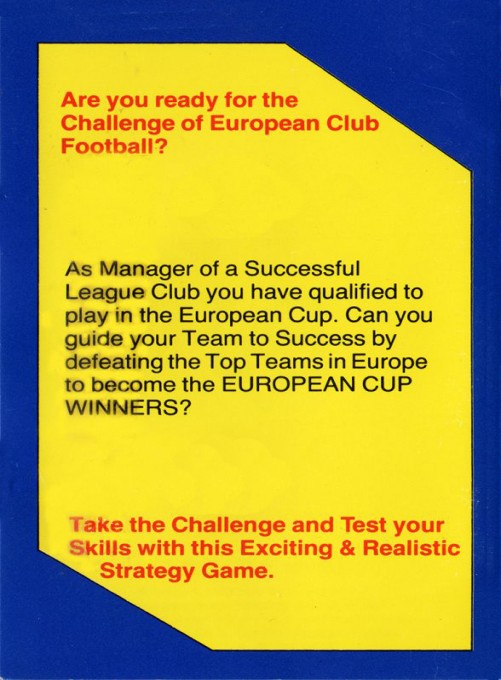 Are you ready for the
Challenge of European Club
Football?
As Manager of a Successful
League Club you have qualified to
play in the European Cup. Can you
guide your Team to Success by
defeating the Top Teams in Europe
to become the EUROPEAN CUP
WINNERS?
Take the Challenge and Test your
Skills with this Exciting & Realistic
Strategy Game.